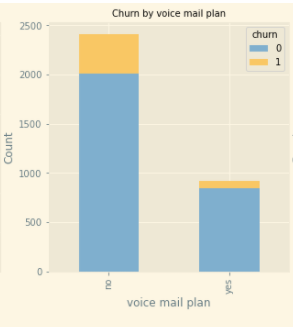 Churn by voice mail plan
churn
0
1
2500
2000
1500
1000
500
0
Count
no
yes
voice mail plan